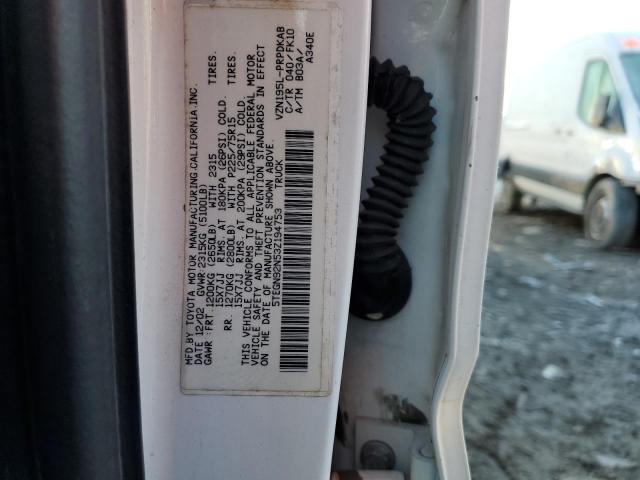 MFD.BY TOYOTA MOTOR MANUFACTURING CALIFORNIA.INC.
DATE 12/02 GVWR 2315KG (5100LB)
GAWR FRT.1200KG (2650LB) WITH 2315 TIRES.
15X7JJ RIMS. AT 180KPA (26PSI) COLD.
RR. 1270KG (2800LB) WITH P225/75R15 TIRES.
15X7JJ RIMS. AT 200KPA (29PSI) COLD.
THIS VEHICLE CONFORMS TO ALL APPLICABLE FEDERAL MOTOR
VEHICLE SAFETY AND THEFT PREVENTION STANDARDS IN EFFECT
ON THE DATE OF MANUFACTURE SHOWN ABOVE.
5TEGN92N53Z194753 TRUCK
VZN195L-PRPDKAB
C/TR 040/FK10
A/TM B03A/
A340E